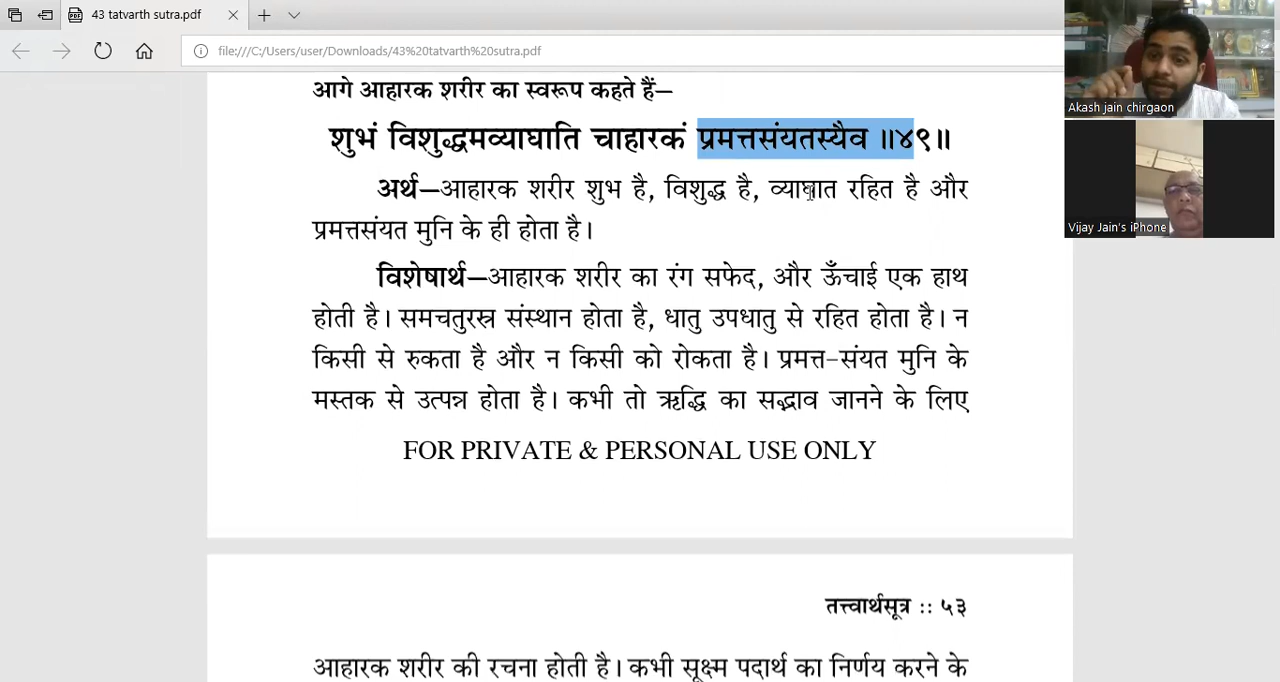 43 tatvarth sutra.pdf
file:///C:/Users/user/Downloads/43%20tatvarth%20sutra.pdf
Akash jain chirgaon
Vijay Jain's iPhone
आगे आहारक शरीर का स्वरूप कहते हैं—
शुभं विशुद्धमव्याघाति चाहारकं प्रमत्तसंयतस्यैव ॥४९॥
अर्थ—आहारक शरीर शुभ है, विशुद्ध है, व्याघात रहित है और
प्रमत्तसंयत मुनि के ही होता है।
विशेषार्थ—आहारक शरीर का रंग सफेद, और ऊँचाई एक हाथ
होती है। समचतुरस्र संस्थान होता है, धातु उपधातु से रहित होता है। न
किसी से रुकता है और न किसी को रोकता है। प्रमत्त-संयत मुनि के
मस्तक से उत्पन्न होता है। कभी तो ऋद्धि का सद्भाव जानने के लिए
FOR PRIVATE & PERSONAL USE ONLY
तत्त्वार्थसूत्र :: ५३
आहारक शरीर की रचना होती है। कभी सूक्ष्म पदार्थ का निर्णय करने के